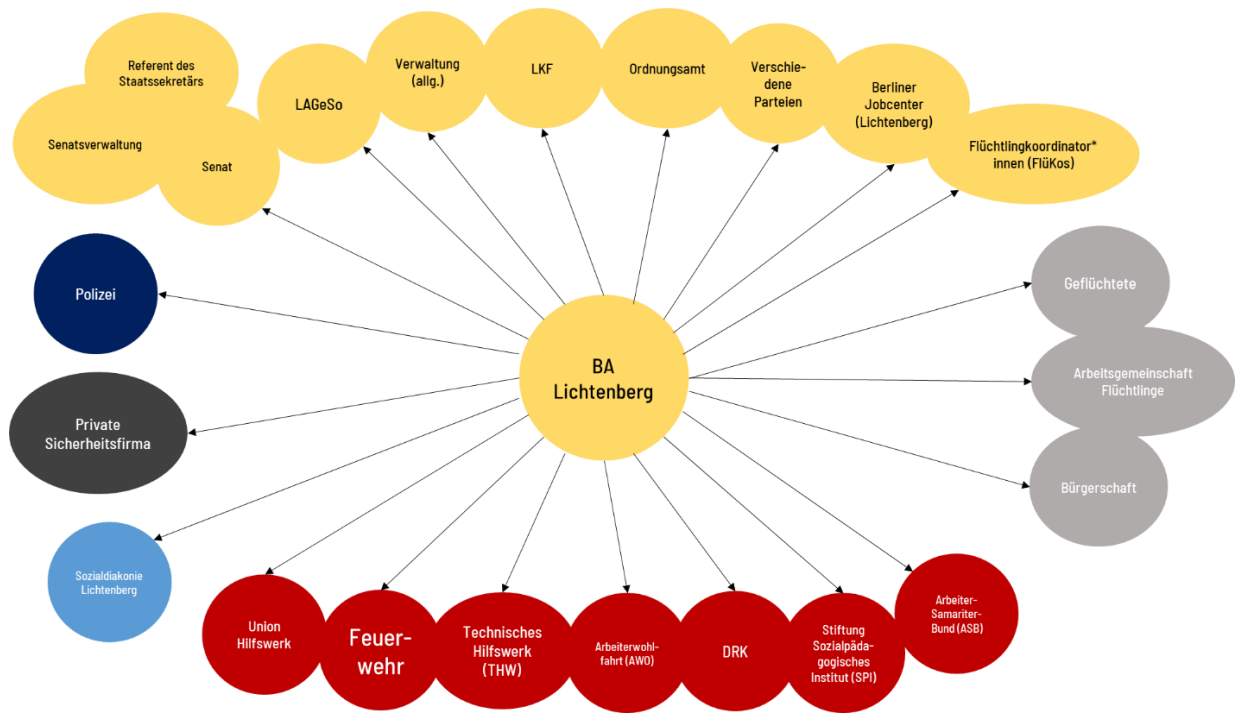 Referent des
Staatssekretärs
Senatsverwaltung
Senat
LAGeSo
Verwaltung
(allg.)
LKF
Ordnungsamt
Verschie-
dene
Parteien
Berliner
Jobcenter
(Lichtenberg)
Flüchtlingkoordinator*
innen (FlüKos)
Polizei
Private
Sicherheitsfirma
Sozialdiakonie
Lichtenberg
BA
Lichtenberg
Geflüchtete
Arbeitsgemeinschaft
Flüchtlinge
Bürgerschaft
Union
Hilfswerk
Feuer-
wehr
Technisches
Hilfswerk
(THW)
Arbeiterwohl-
fahrt (AWO)
DRK
Stiftung
Sozialpäda-
gogisches
Institut (SPI)
Arbeiter-
Samariter-
Bund (ASB)